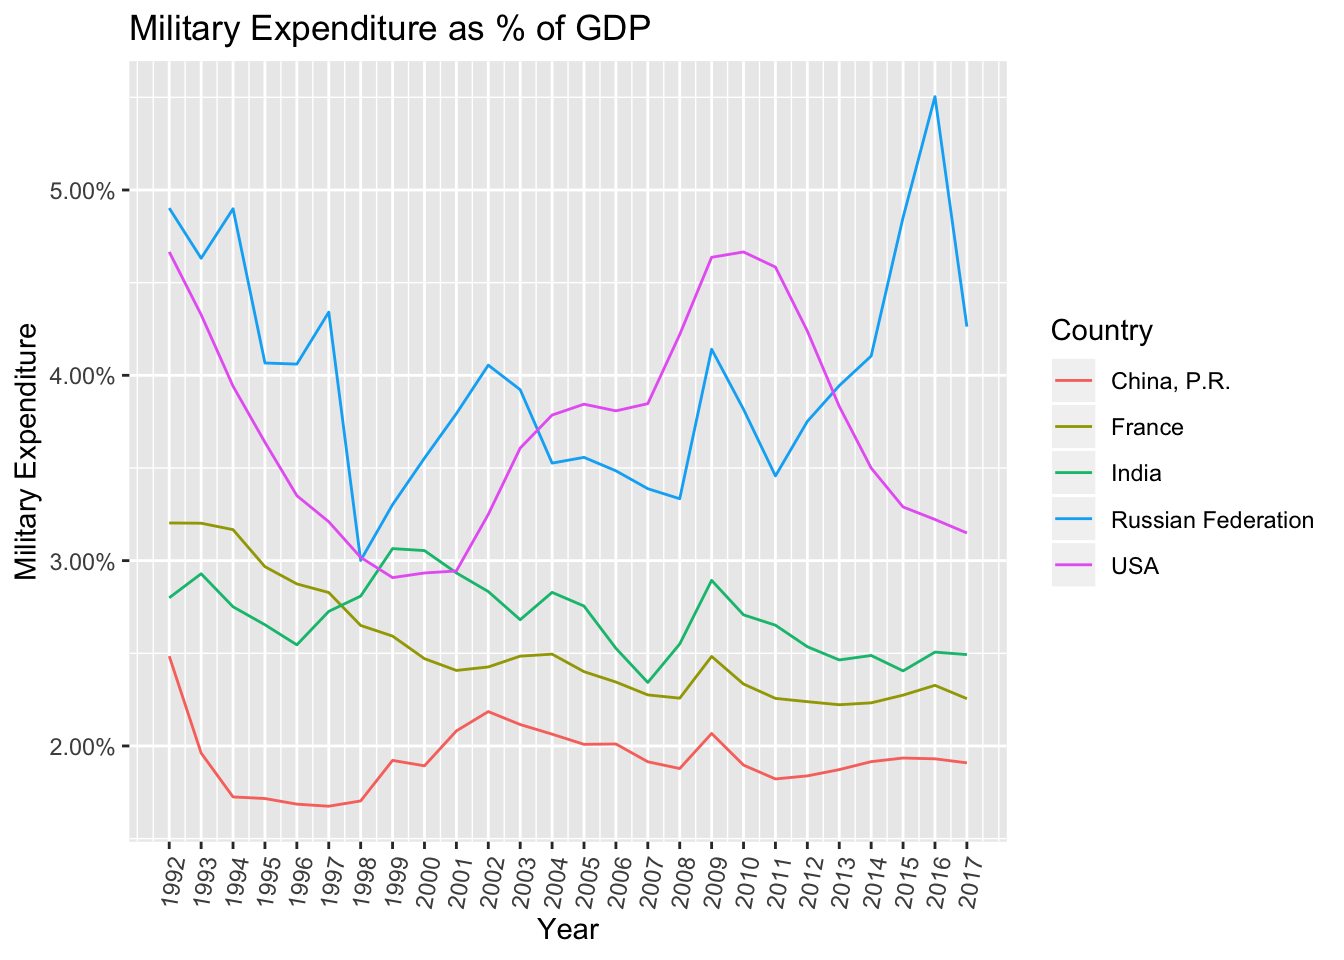 Military Expenditure as % of GDP
Military Expenditure
5.00%
4.00%
3.00%
2.00%
1992 1993 1994 1995 1996 1997 1998 1999 2000 2001 2002 2003 2004 2005 2006 2007 2008 2009 2010 2011 2012 2013 2014 2015 2016 2017
Year
Country
China, P.R.
France
India
Russian Federation
USA